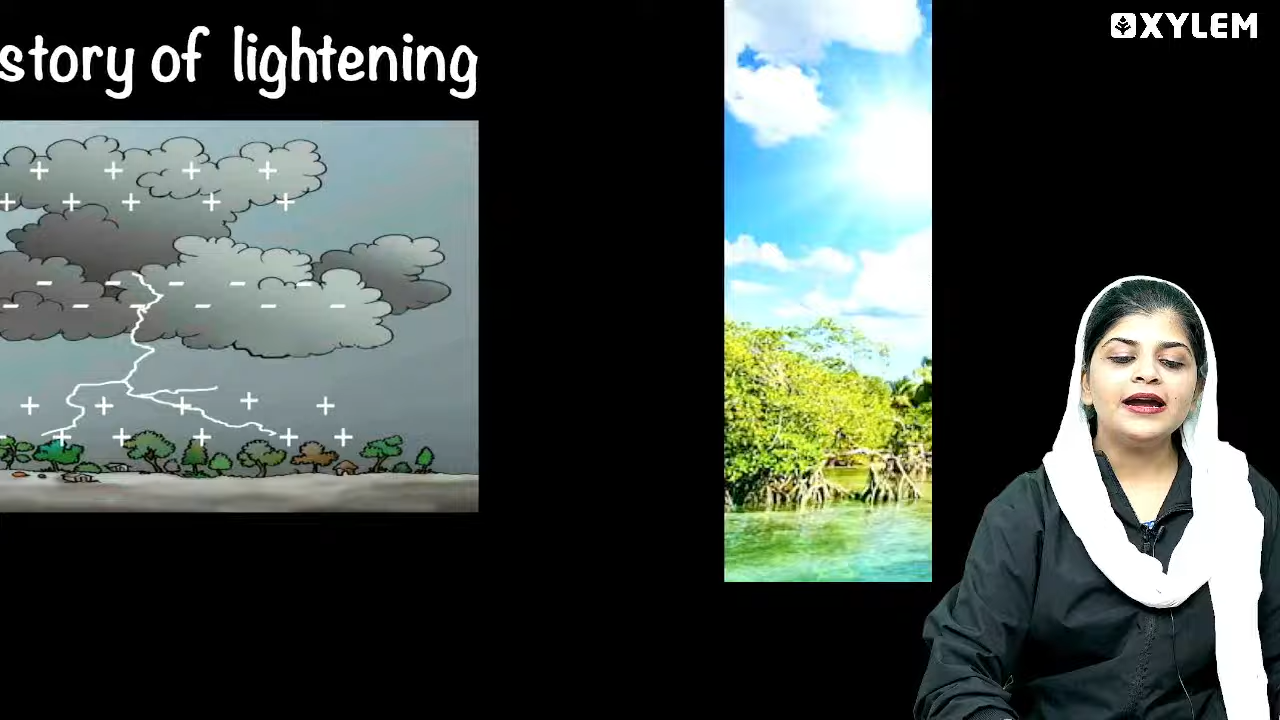 story of lightening
XYLEM
+ + + +
+ + + + +
- - - - -
- - - - - -
+ + + + +
+ + + + +